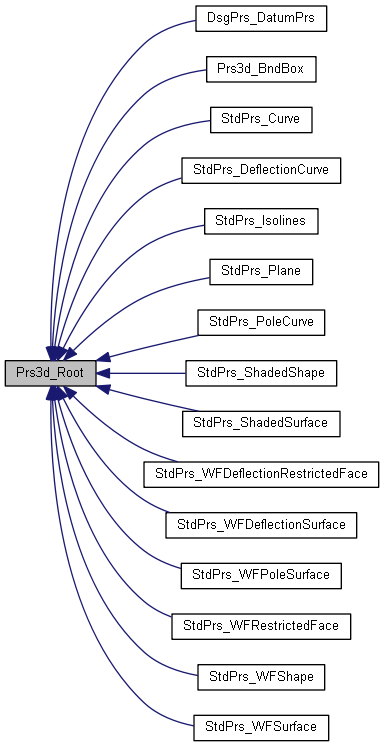 DsgPrs_DatumPrs
Prs3d_BndBox
StdPrs_Curve
StdPrs_DeflectionCurve
StdPrs_Isolines
StdPrs_Plane
StdPrs_PoleCurve
Prs3d_Root
StdPrs_ShadedShape
StdPrs_ShadedSurface
StdPrs_WFDeflectionRestrictedFace
StdPrs_WFDeflectionSurface
StdPrs_WFPoleSurface
StdPrs_WFRestrictedFace
StdPrs_WFShape
StdPrs_WFSurface